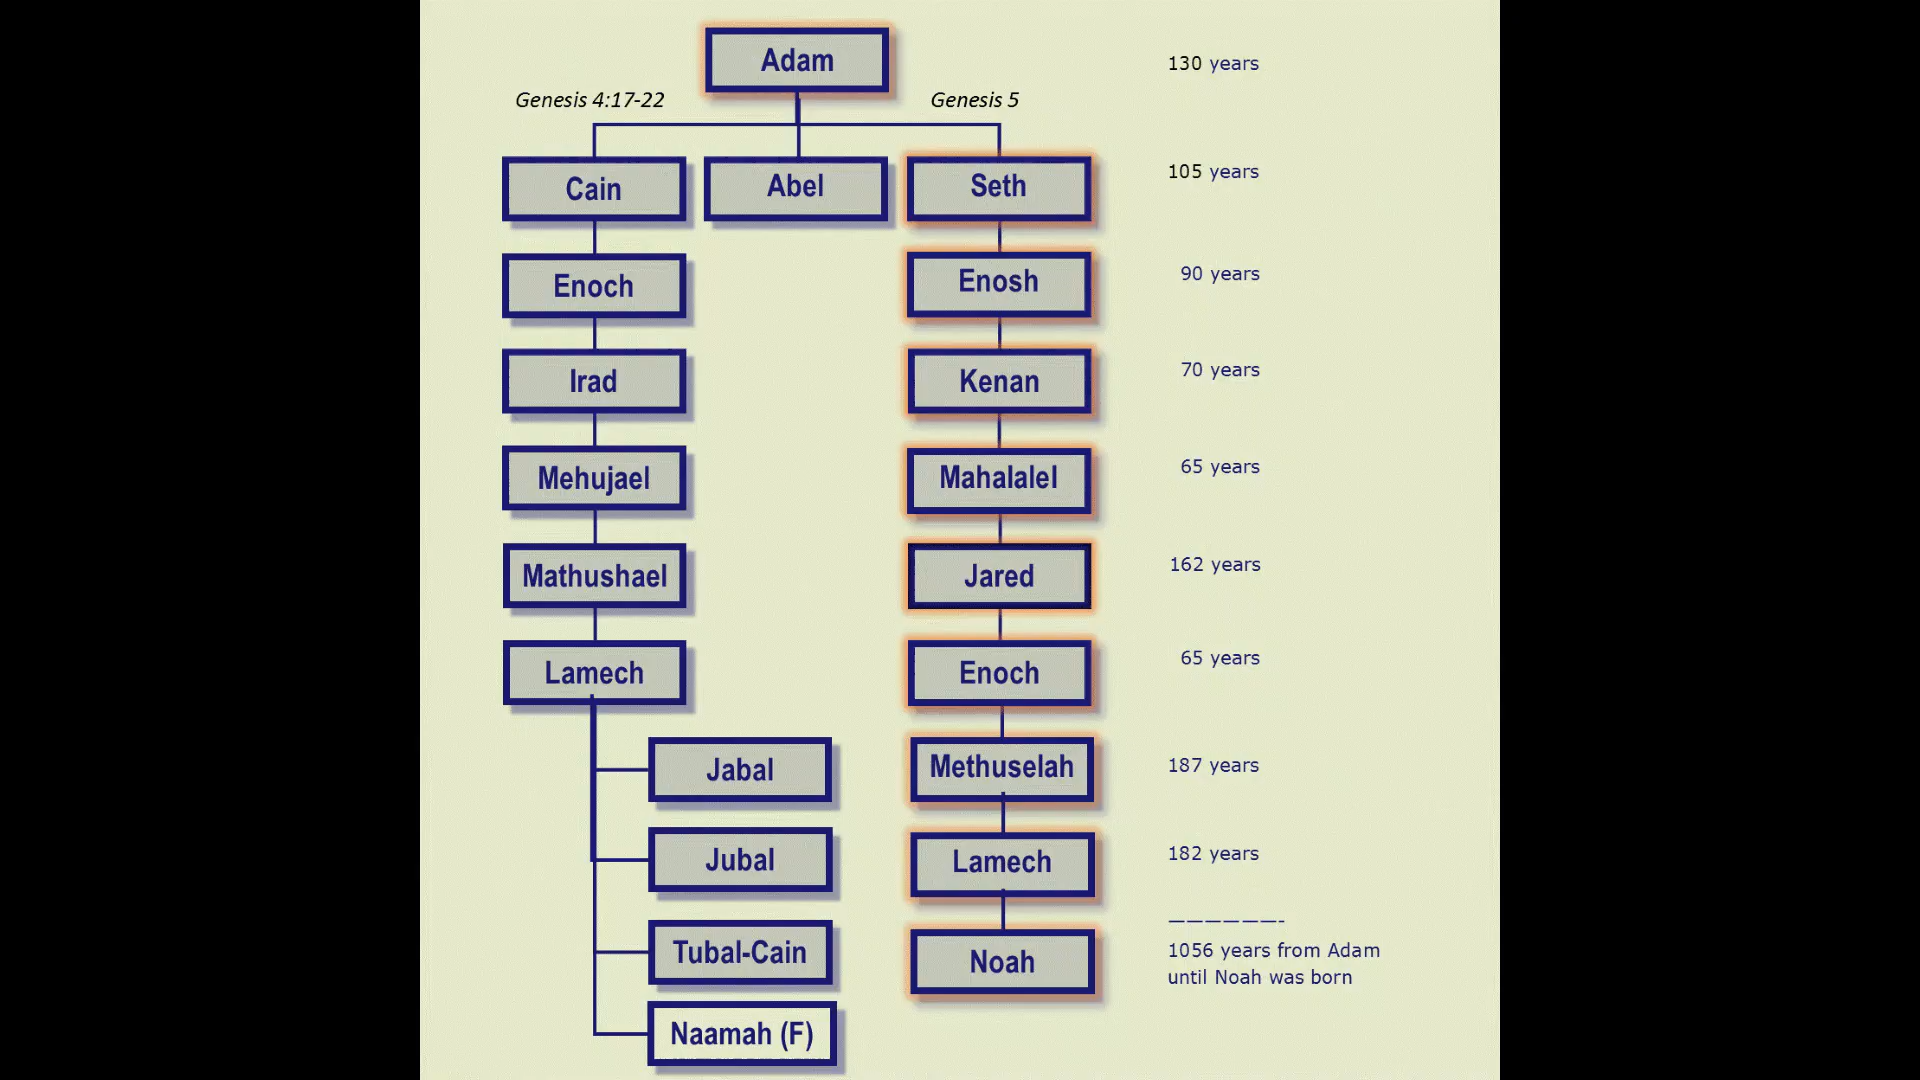 Adam
130 years
Genesis 4:17-22
Genesis 5
Cain
Abel
Seth
105 years
Enoch
Enosh
90 years
Irad
Kenan
70 years
Mehujael
Mahalalel
65 years
Mathushael
Jared
162 years
Lamech
Enoch
65 years
Jabal
Methuselah
187 years
Jubal
Lamech
182 years
——————-
Tubal-Cain
Noah
1056 years from Adam
until Noah was born
Naamah (F)